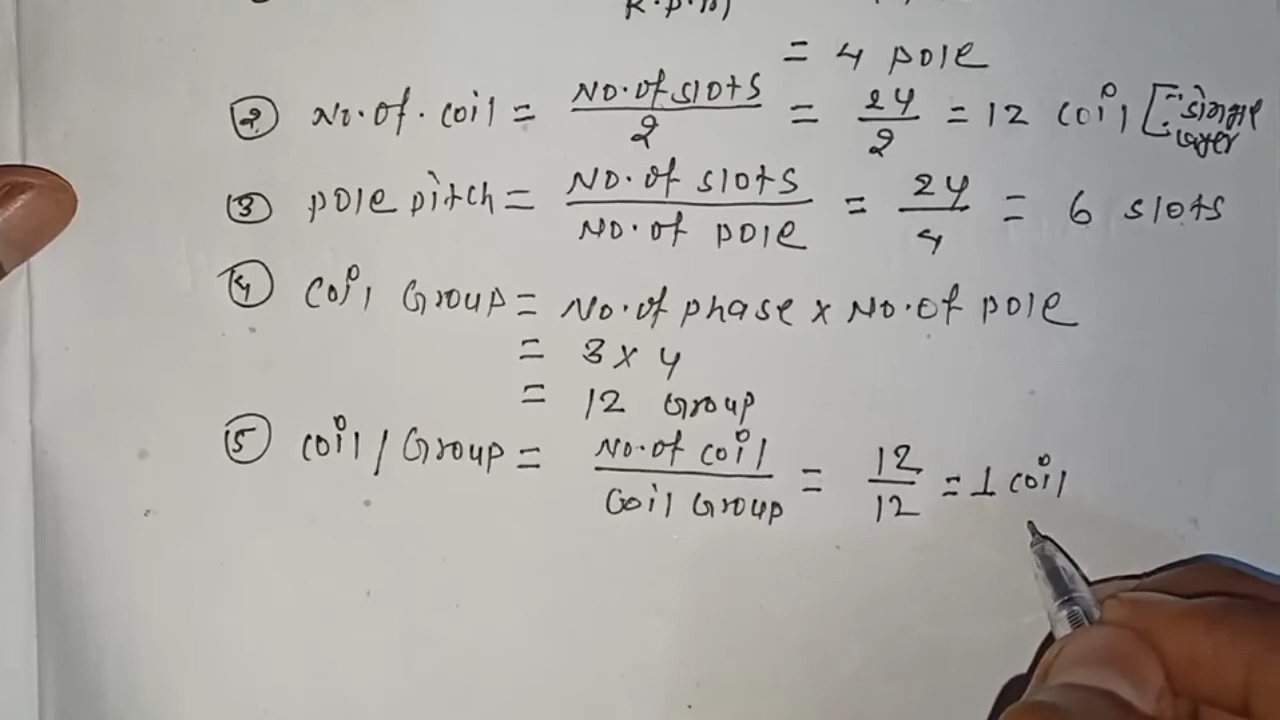 R.P.M
= 4 pole
② No. of. coil = No. of slots / 2 = 24 / 2 = 12 coil [∵ single layer
③ pole pitch = No. of slots / No. of pole = 24 / 4 = 6 slots
④ coil Group = No. of phase x No. of pole
= 3 x 4
= 12 Group
⑤ coil / Group = No. of coil / Coil Group = 12 / 12 = 1 coil